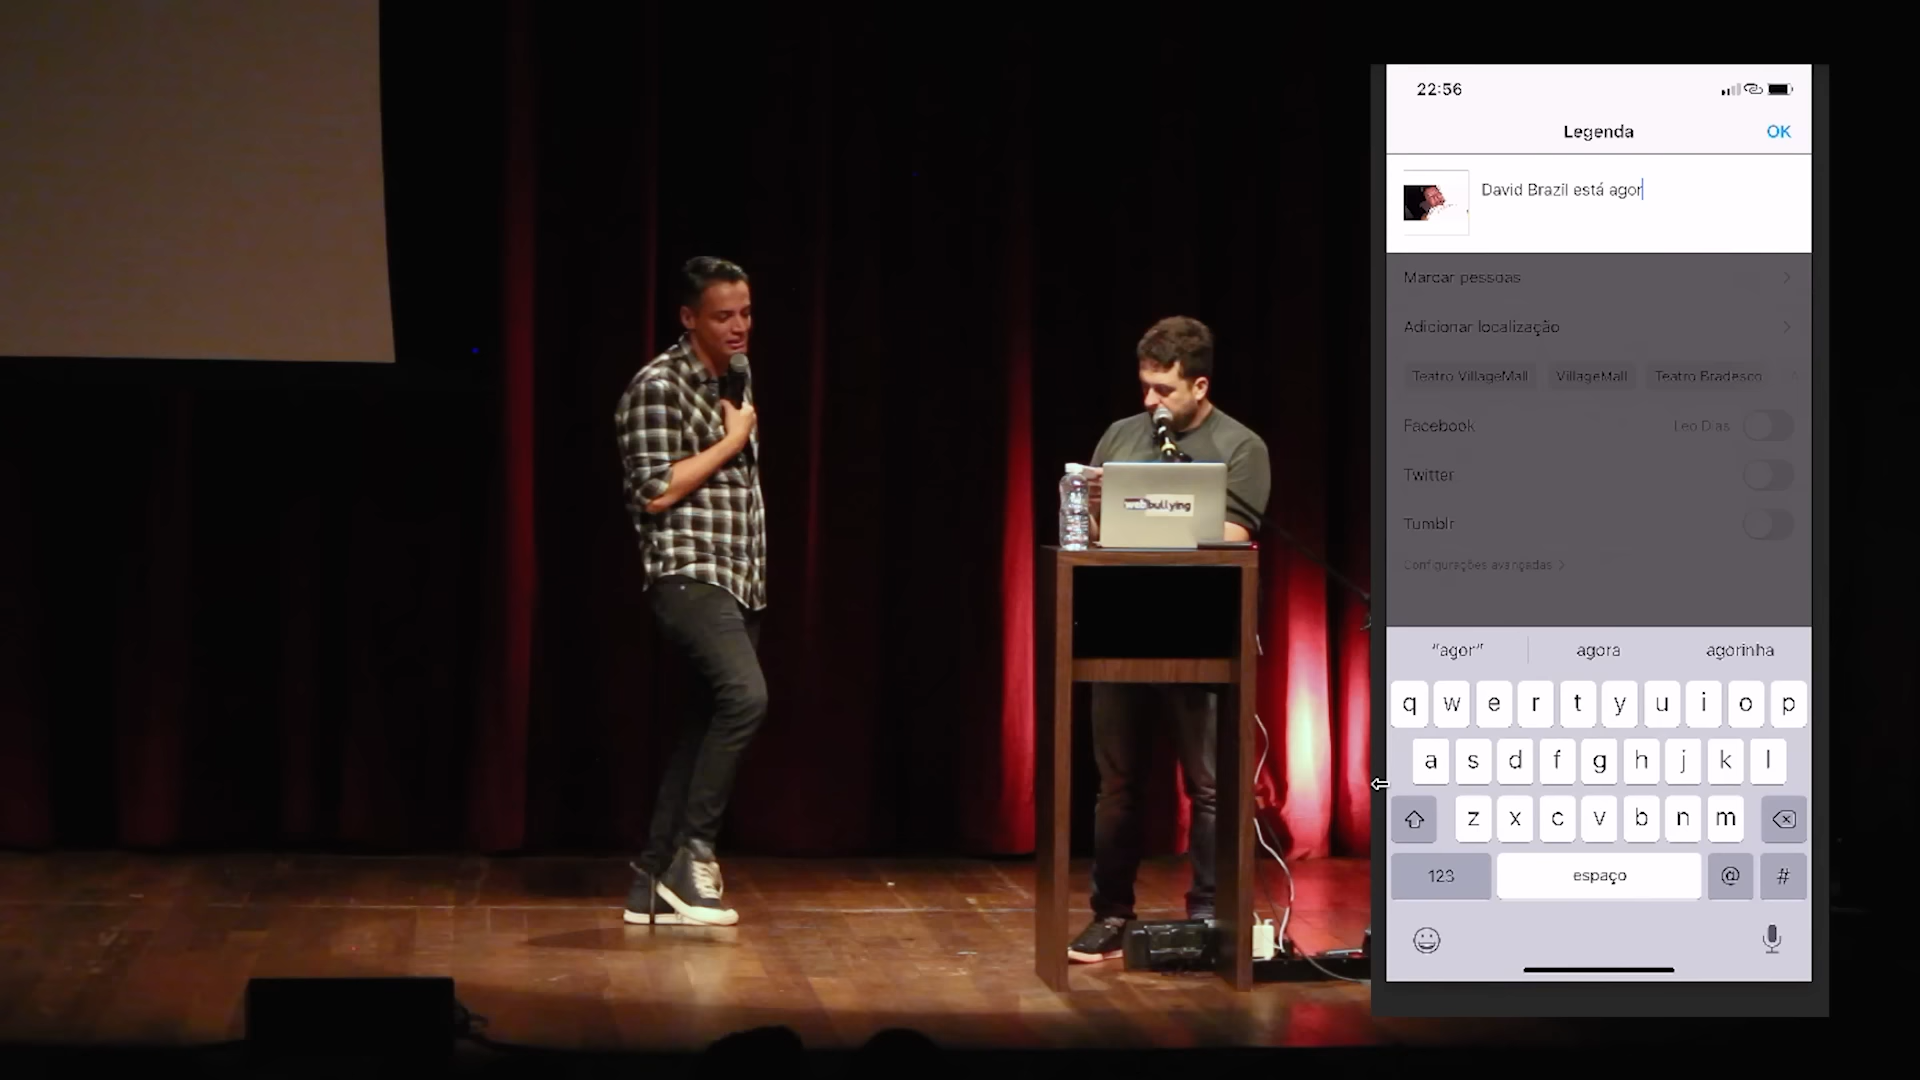 22:56
Legenda
OK
David Brazil está agor
Marcar pessoas
Adicionar localização
Teatro VillageMall
VillageMall
Teatro Bradesco
Facebook
Leo Dias
Twitter
Tumblr
Configurações avançadas
webbullying
"agor"
agora
agorinha
q w e r t y u i o p
a s d f g h j k l
z x c v b n m
123
espaço
@
#